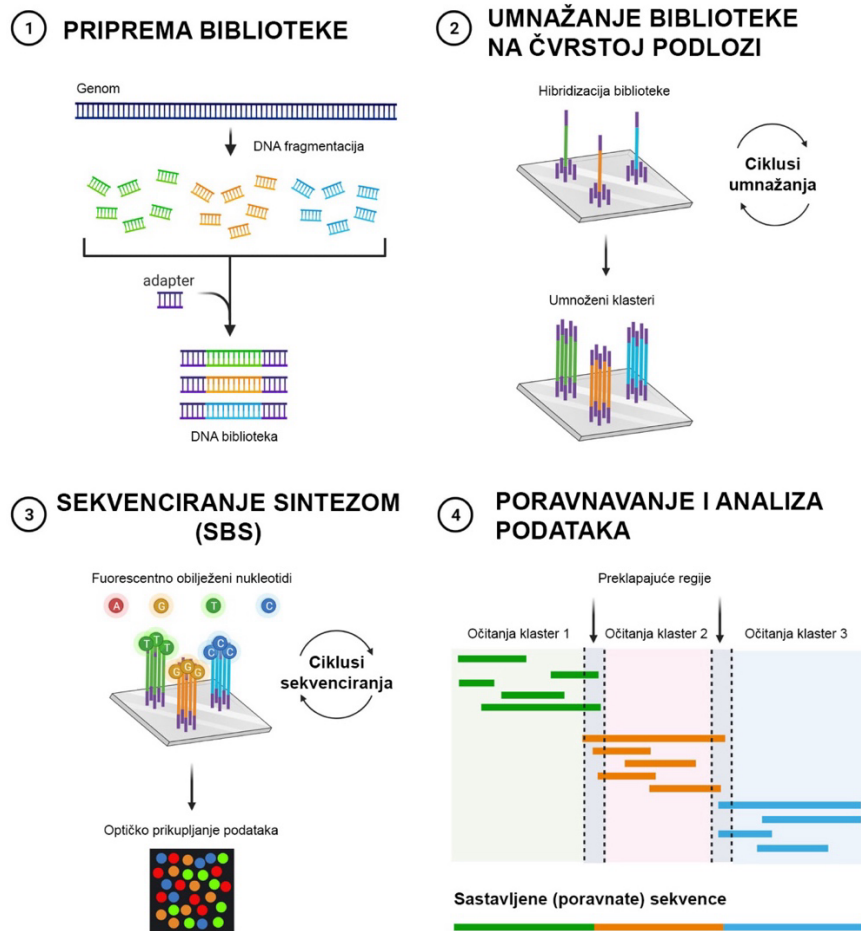 1 PRIPREMA BIBLIOTEKE
Genom
DNA fragmentacija
adapter
DNA biblioteka
2 UMNAŽANJE BIBLIOTEKE
NA ČVRSTOJ PODLOZI
Hibridizacija biblioteke
Ciklusi
umnažanja
Umnoženi klasteri
3 SEKVENCIRANJE SINTEZOM
(SBS)
Fuorescentno obilježeni nukleotidi
A G T C
T T T
G G G
C C C
Ciklusi
sekvenciranja
Optičko prikupljanje podataka
4 PORAVNAVANJE I ANALIZA
PODATAKA
Preklapajuće regije
Očitanja klaster 1 Očitanja klaster 2 Očitanja klaster 3
Sastavljene (poravnate) sekvence